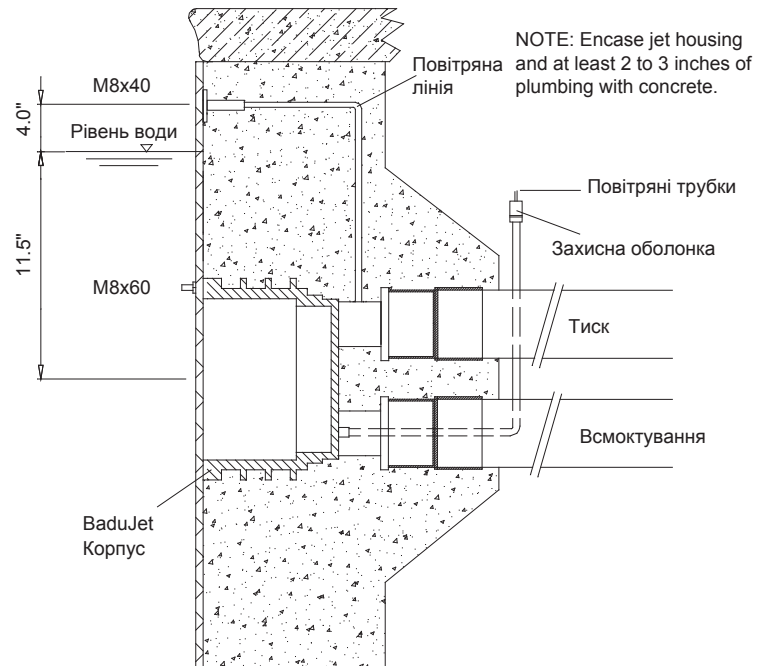 NOTE: Encase jet housing
and at least 2 to 3 inches of
plumbing with concrete.
Повітряна
лінія
M8x40
4.0"
Рівень води
11.5"
M8x60
Повітряні трубки
Захисна оболонка
Тиск
Всмоктування
BaduJet
Корпус